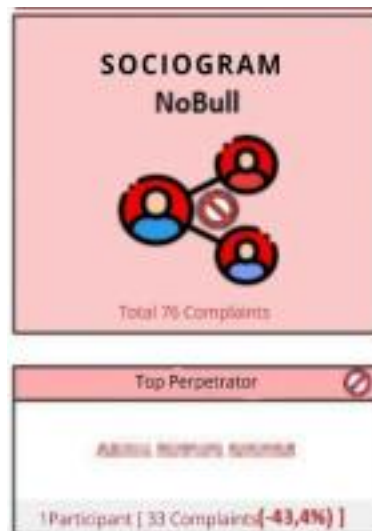 SOCIOGRAM
NoBull
Total 76 Complaints
Top Perpetrator
1Participant [ 33 Complaints(-43,4%) ]